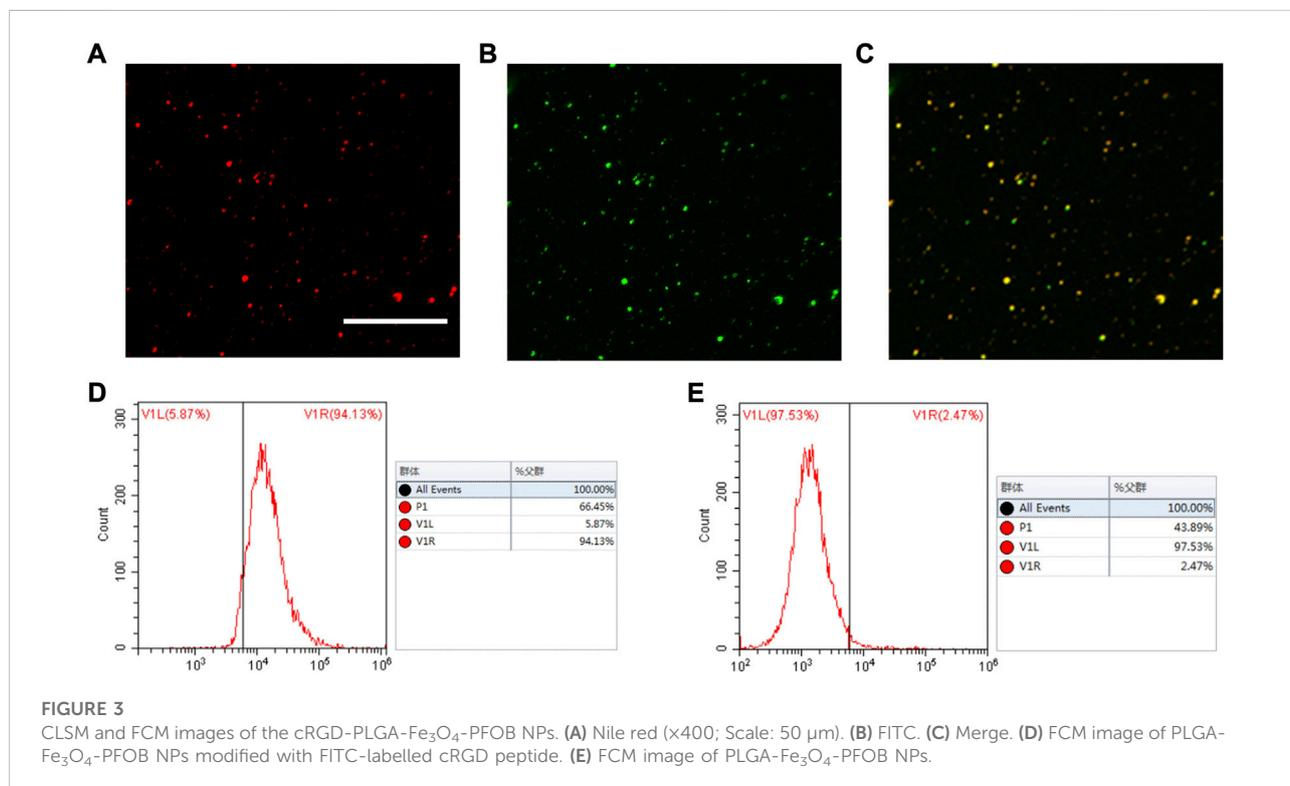 A
B
C
D
V1L(5.87%)
V1R(94.13%)
300
200
100
0
Count
10³
10⁴
10⁵
10⁶
群体 %父群
All Events 100.00%
P1 66.45%
V1L 5.87%
V1R 94.13%
E
V1L(97.53%)
V1R(2.47%)
300
200
100
0
Count
10²
10³
10⁴
10⁵
10⁶
群体 %父群
All Events 100.00%
P1 43.89%
V1L 97.53%
V1R 2.47%
FIGURE 3
CLSM and FCM images of the cRGD-PLGA-Fe₃O₄-PFOB NPs. (A) Nile red (×400; Scale: 50 μm). (B) FITC. (C) Merge. (D) FCM image of PLGA-
Fe₃O₄-PFOB NPs modified with FITC-labelled cRGD peptide. (E) FCM image of PLGA-Fe₃O₄-PFOB NPs.